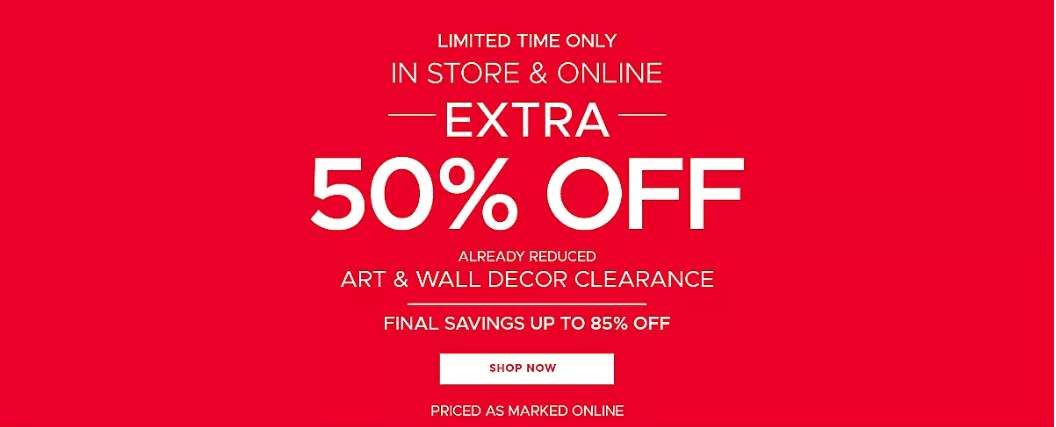 LIMITED TIME ONLY
IN STORE & ONLINE
EXTRA
50% OFF
ALREADY REDUCED
ART & WALL DECOR CLEARANCE
FINAL SAVINGS UP TO 85% OFF
SHOP NOW
PRICED AS MARKED ONLINE